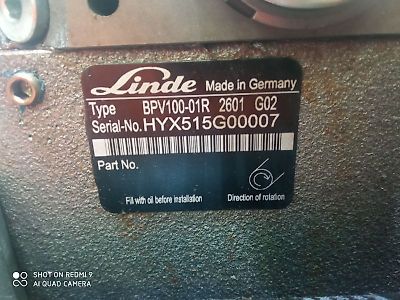 Linde Made in Germany
Type BPV100-01R 2601 G02
Serial-No. HYX515G00007
Part No.
Fill with oil before installation Direction of rotation
SHOT ON REDMI 9
AI QUAD CAMERA